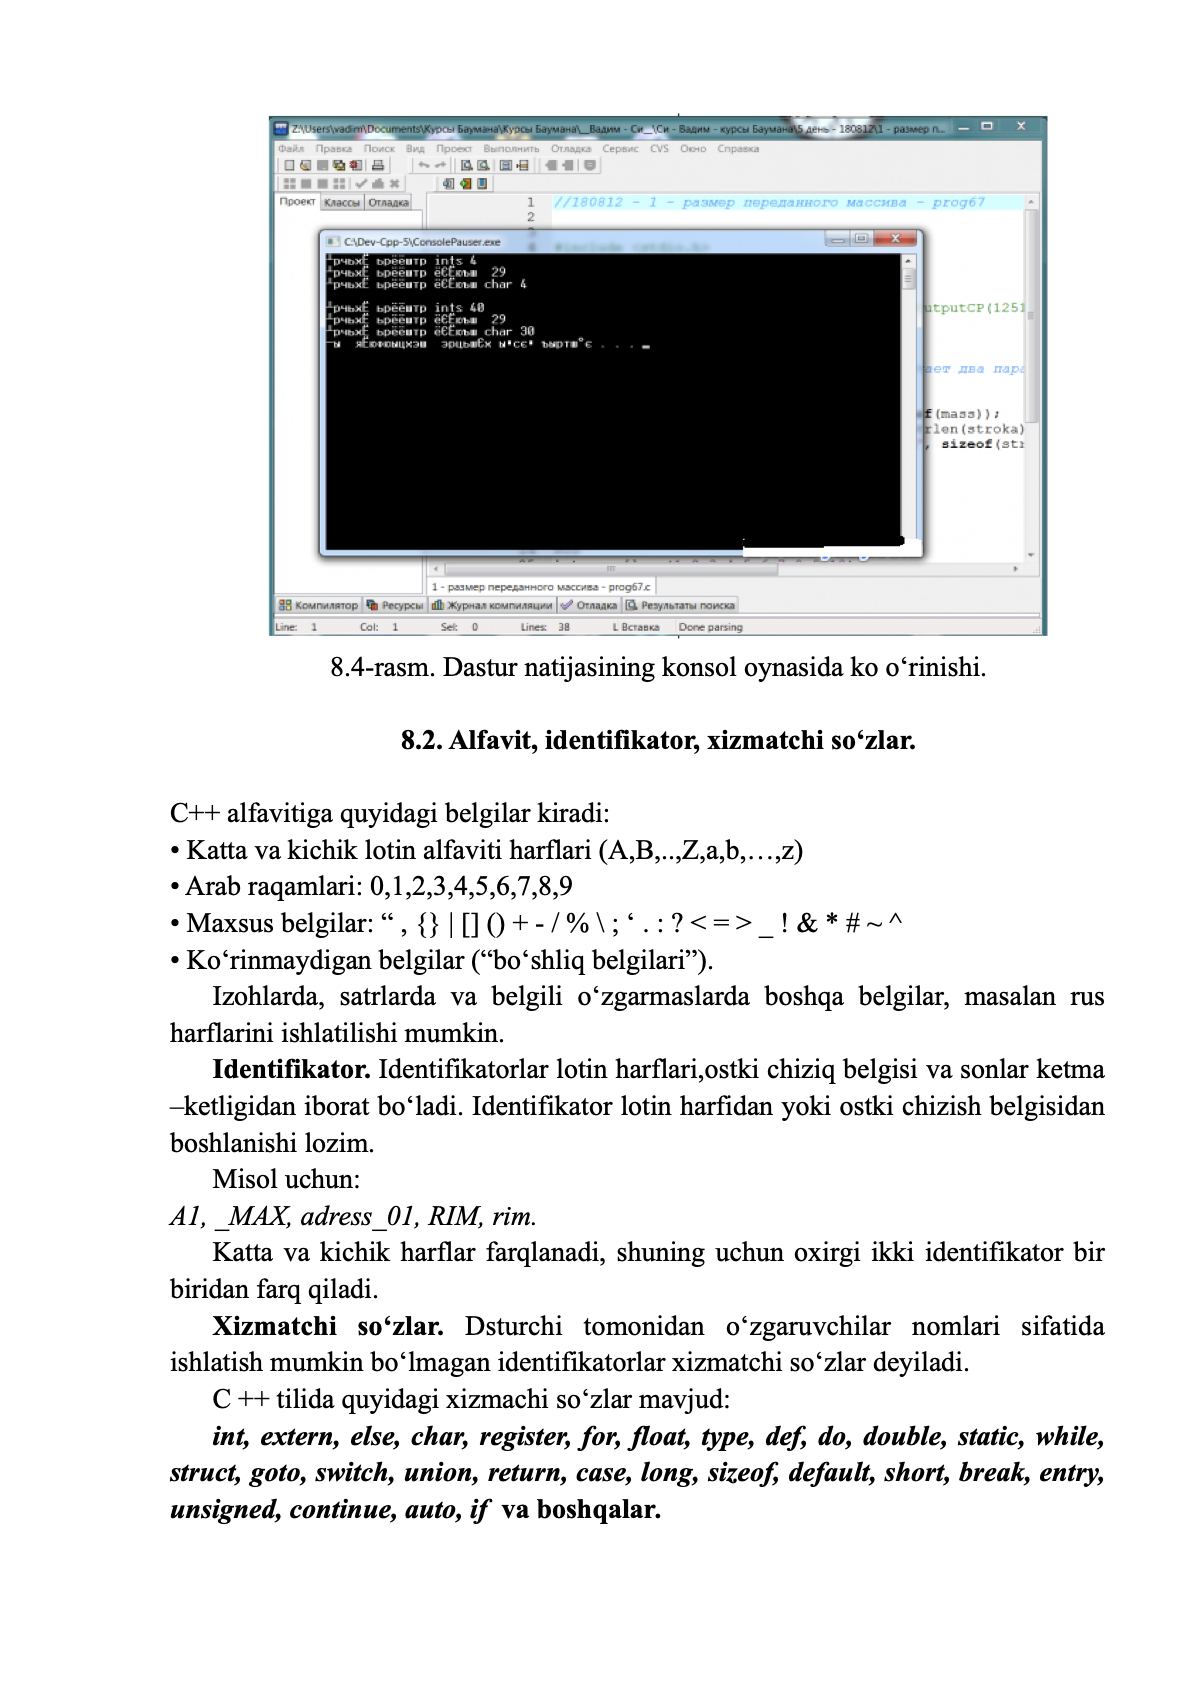 Z:\Users\vadim\Documents\Курсы Баумана\Курсы Баумана\__Вадим - Си__\Си - Вадим - курсы Баумана\5 день - 180812\1 - размер п...
Файл Правка Поиск Вид Проект Выполнить Отладка Сервис CVS Окно Справка
Проект Классы Отладка
1 //180812 - 1 - размер переданного массива - prog67
2
C:\Dev-Cpp-5\ConsolePauser.exe
ints 4
29
char 4
utputCP(1251
ints 40
29
char 30
ает два пара
f(mass));
rlen(stroka)
, sizeof(str
1 - размер переданного массива - prog67.c
Компилятор Ресурсы Журнал компиляции Отладка Результаты поиска
Line: 1 Col: 1 Sel: 0 Lines: 38 Вставка Done parsing
8.4-rasm. Dastur natijasining konsol oynasida ko o‘rinishi.
8.2. Alfavit, identifikator, xizmatchi so‘zlar.
C++ alfavitiga quyidagi belgilar kiradi:
• Katta va kichik lotin alfaviti harflari (A,B,..,Z,a,b,…,z)
• Arab raqamlari: 0,1,2,3,4,5,6,7,8,9
• Maxsus belgilar: “ , {} | [] () + - / % \ ; ‘ . : ? < = > _ ! & * # ~ ^
• Ko‘rinmaydigan belgilar (“bo‘shliq belgilari”).
Izohlarda, satrlarda va belgili o‘zgarmaslarda boshqa belgilar, masalan rus
harflarini ishlatilishi mumkin.
Identifikator. Identifikatorlar lotin harflari,ostki chiziq belgisi va sonlar ketma
–ketligidan iborat bo‘ladi. Identifikator lotin harfidan yoki ostki chizish belgisidan
boshlanishi lozim.
Misol uchun:
A1, _MAX, adress_01, RIM, rim.
Katta va kichik harflar farqlanadi, shuning uchun oxirgi ikki identifikator bir
biridan farq qiladi.
Xizmatchi so‘zlar. Dsturchi tomonidan o‘zgaruvchilar nomlari sifatida
ishlatish mumkin bo‘lmagan identifikatorlar xizmatchi so‘zlar deyiladi.
C ++ tilida quyidagi xizmachi so‘zlar mavjud:
int, extern, else, char, register, for, float, type, def, do, double, static, while,
struct, goto, switch, union, return, case, long, sizeof, default, short, break, entry,
unsigned, continue, auto, if va boshqalar.